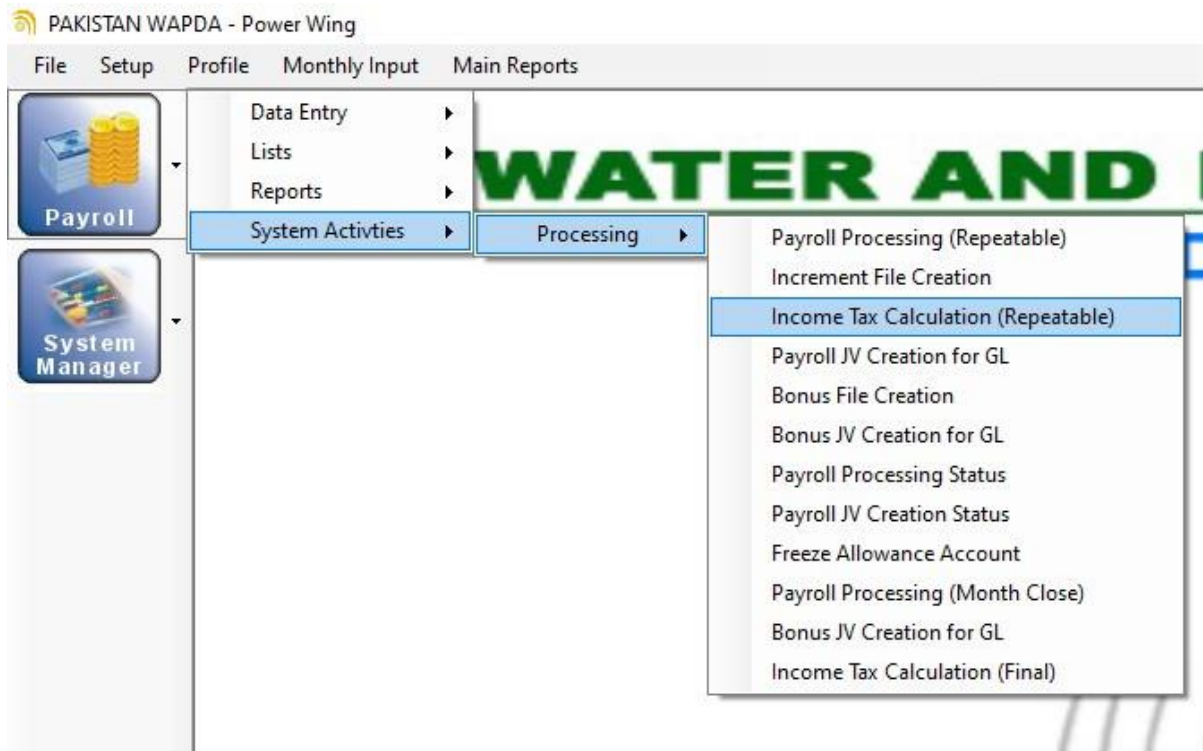 PAKISTAN WAPDA - Power Wing
File Setup Profile Monthly Input Main Reports
Payroll
System
Manager
Data Entry
Lists
Reports
System Activties
WATER AND
Processing
Payroll Processing (Repeatable)
Increment File Creation
Income Tax Calculation (Repeatable)
Payroll JV Creation for GL
Bonus File Creation
Bonus JV Creation for GL
Payroll Processing Status
Payroll JV Creation Status
Freeze Allowance Account
Payroll Processing (Month Close)
Bonus JV Creation for GL
Income Tax Calculation (Final)